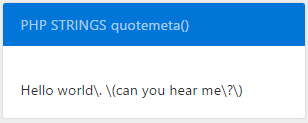 PHP STRINGS quotemeta()
Hello world\. \(can you hear me\?\)